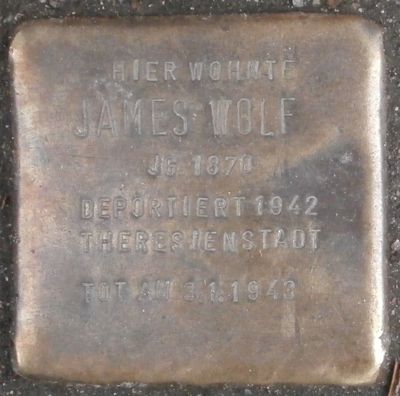 HIER WOHNTE
JAMES WOLF
JG. 1870
DEPORTIERT 1942
THERESIENSTADT
TOT AM 3.1.1943